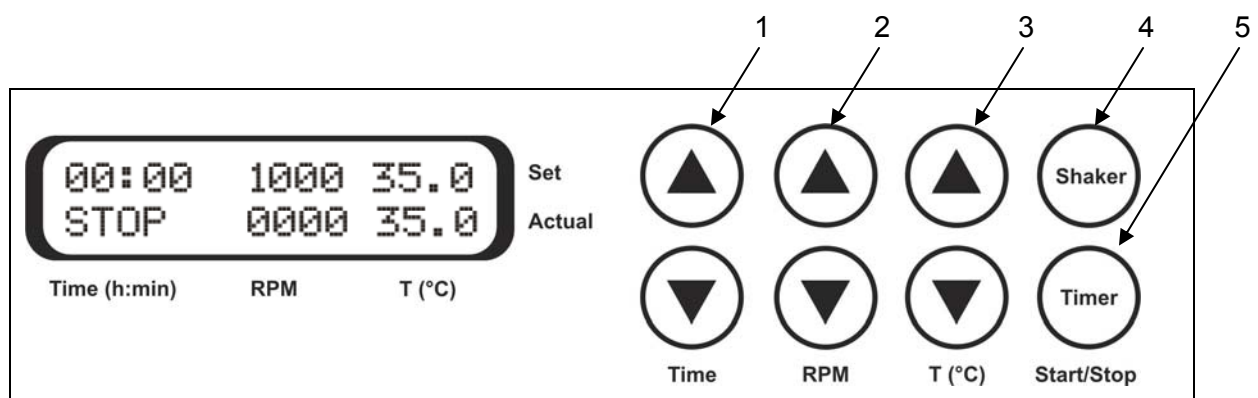 1 2 3 4 5
00:00 1000 35.0 Set
STOP 0000 35.0 Actual
Time (h:min) RPM T (°C)
Shaker
Timer
Time RPM T (°C) Start/Stop